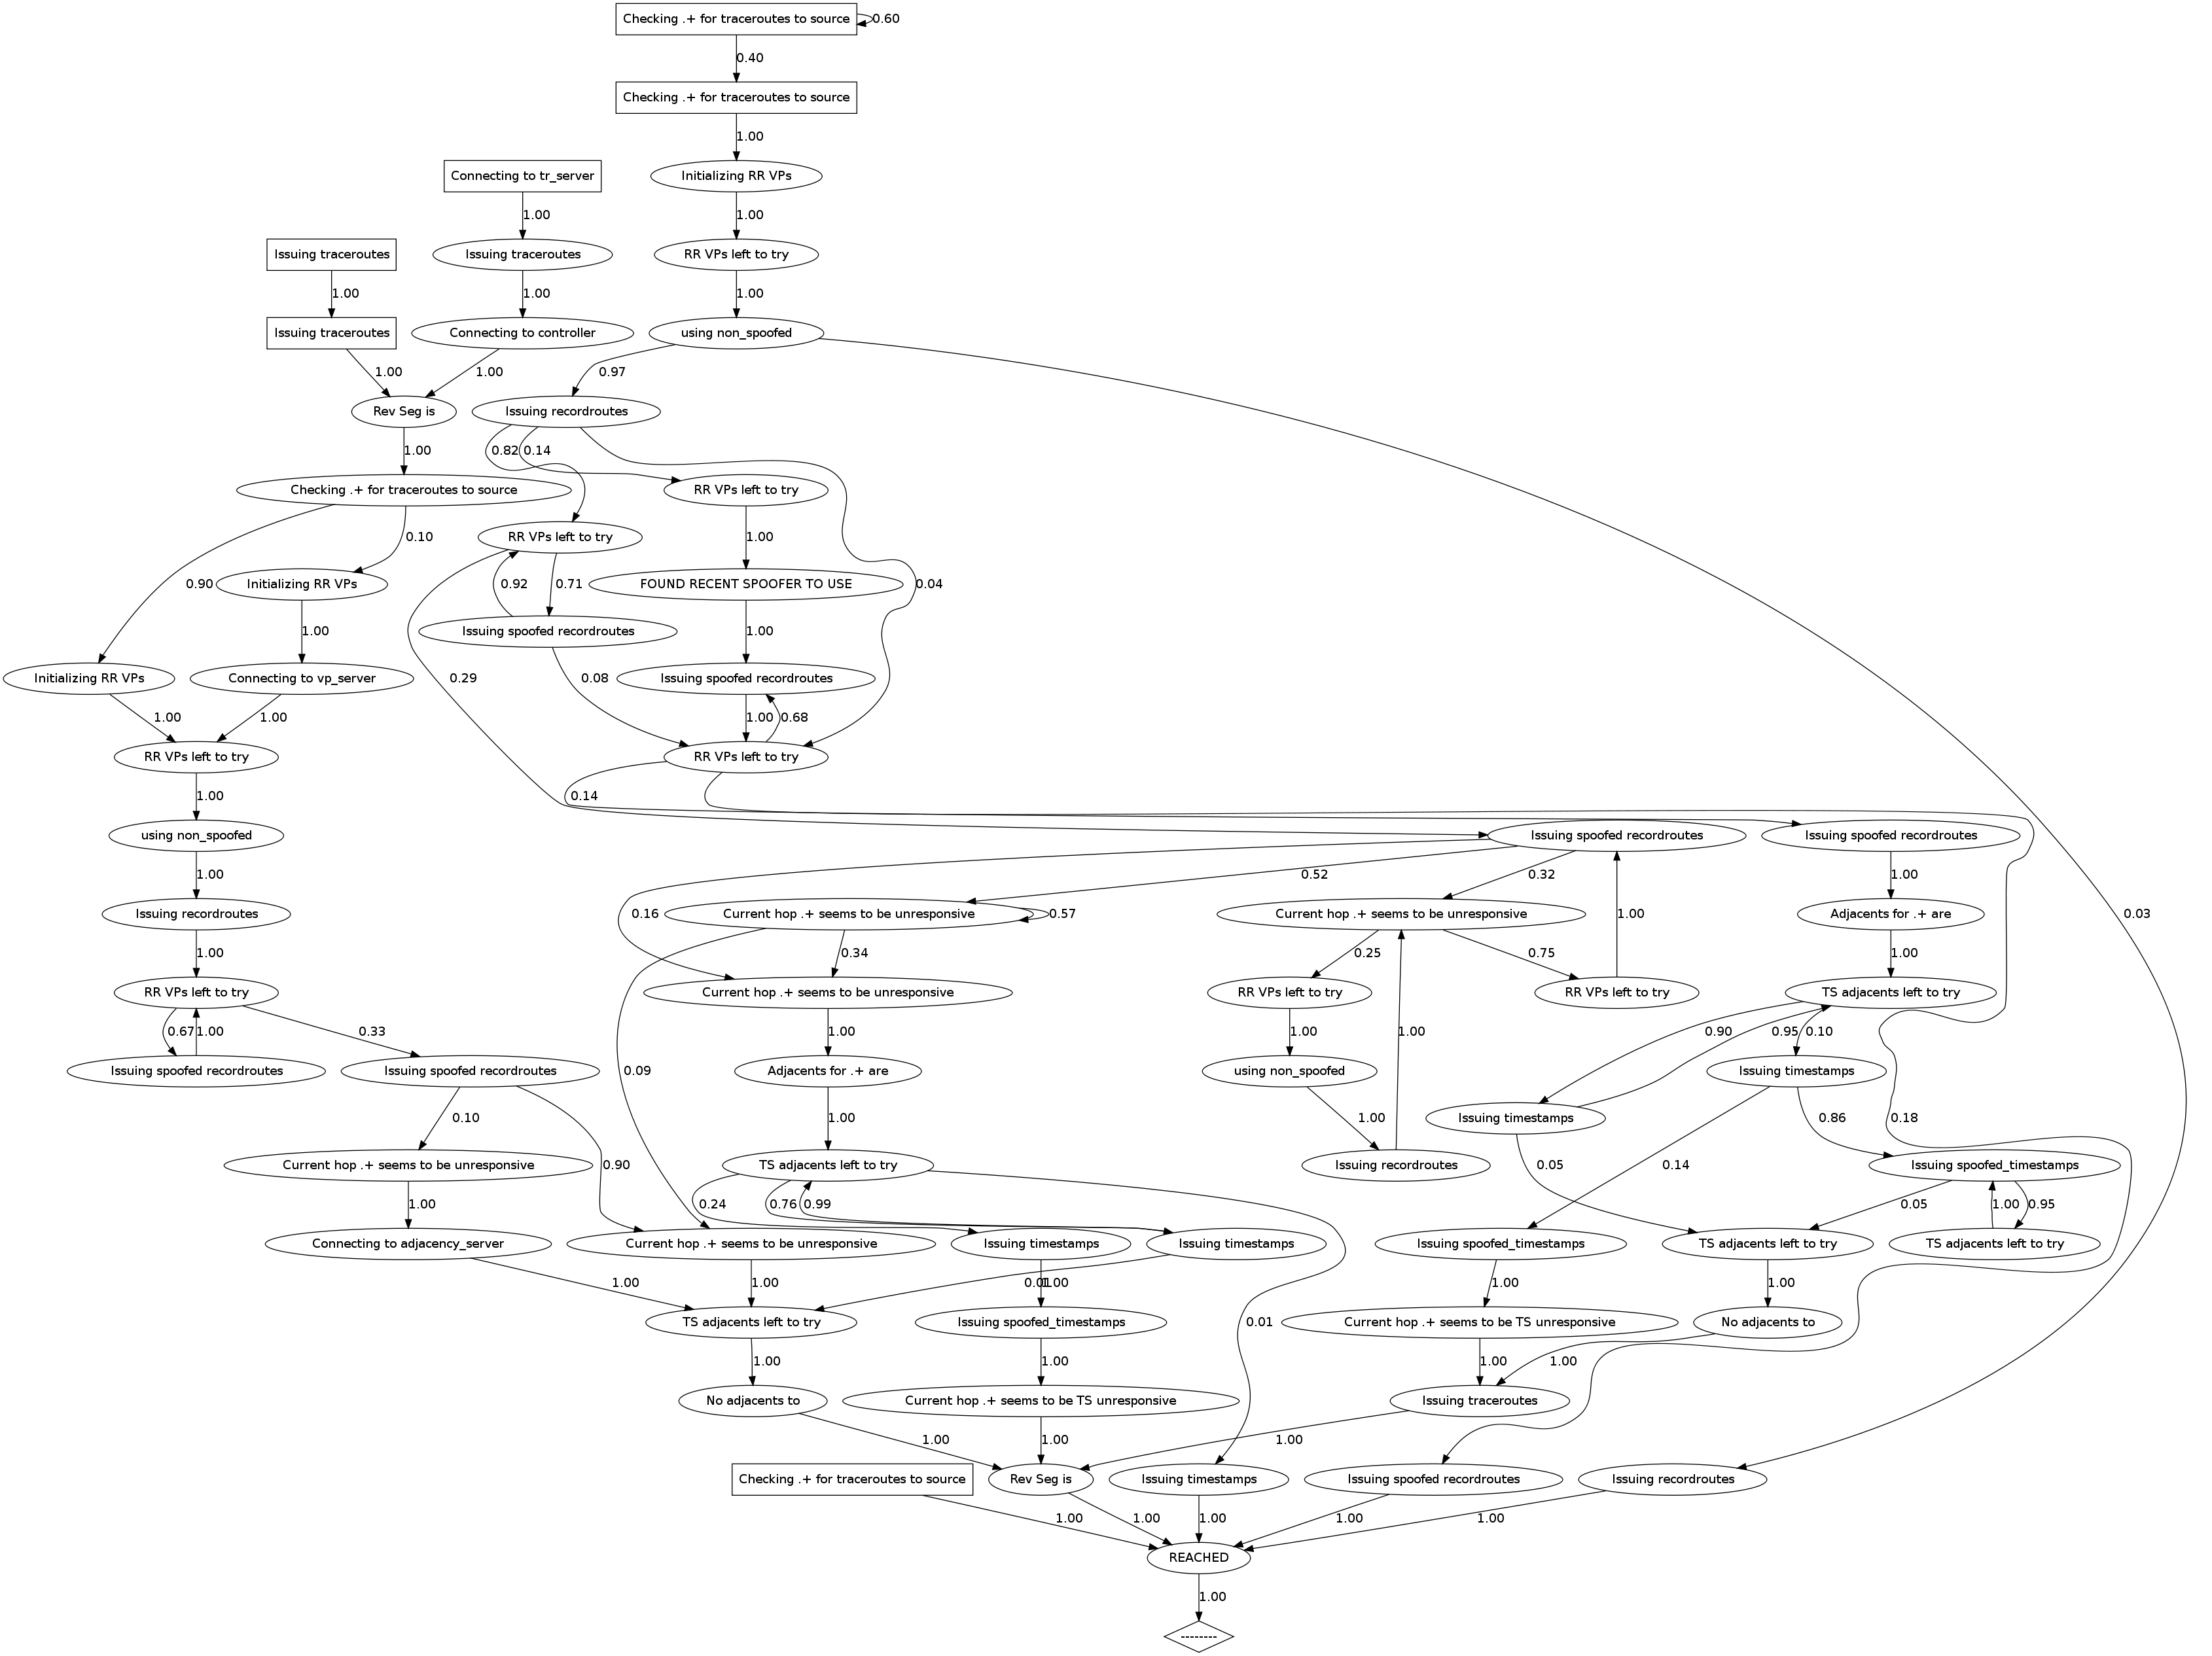 Checking .+ for traceroutes to source
0.60
0.40
Checking .+ for traceroutes to source
1.00
Connecting to tr_server
Initializing RR VPs
1.00
1.00
Issuing traceroutes
Issuing traceroutes
RR VPs left to try
1.00
1.00
1.00
Issuing traceroutes
Connecting to controller
using non_spoofed
1.00
1.00
0.97
Rev Seg is
Issuing recordroutes
1.00
0.82
0.14
Checking .+ for traceroutes to source
RR VPs left to try
0.10
RR VPs left to try
1.00
0.90
Initializing RR VPs
0.92
0.71
FOUND RECENT SPOOFER TO USE
0.04
1.00
Issuing spoofed recordroutes
1.00
Initializing RR VPs
Connecting to vp_server
0.29
0.08
Issuing spoofed recordroutes
1.00
1.00
1.00
0.68
RR VPs left to try
RR VPs left to try
1.00
0.14
using non_spoofed
Issuing spoofed recordroutes
Issuing spoofed recordroutes
1.00
0.52
0.32
1.00
Issuing recordroutes
0.16
Current hop .+ seems to be unresponsive
0.57
Current hop .+ seems to be unresponsive
1.00
Adjacents for .+ are
0.03
1.00
0.34
0.25
0.75
1.00
RR VPs left to try
Current hop .+ seems to be unresponsive
RR VPs left to try
RR VPs left to try
TS adjacents left to try
0.67
1.00
0.33
1.00
1.00
1.00
0.90
0.95
0.10
Issuing spoofed recordroutes
Issuing spoofed recordroutes
0.09
Adjacents for .+ are
using non_spoofed
Issuing timestamps
0.10
1.00
1.00
Issuing timestamps
0.86
0.18
Current hop .+ seems to be unresponsive
0.90
TS adjacents left to try
Issuing recordroutes
0.05
0.14
Issuing spoofed_timestamps
1.00
0.24
0.76
0.99
0.05
1.00
0.95
Connecting to adjacency_server
Current hop .+ seems to be unresponsive
Issuing timestamps
Issuing timestamps
Issuing spoofed_timestamps
TS adjacents left to try
TS adjacents left to try
1.00
1.00
0.01
1.00
1.00
1.00
TS adjacents left to try
Issuing spoofed_timestamps
0.01
Current hop .+ seems to be TS unresponsive
No adjacents to
1.00
1.00
1.00
1.00
No adjacents to
Current hop .+ seems to be TS unresponsive
Issuing traceroutes
1.00
1.00
1.00
Checking .+ for traceroutes to source
Rev Seg is
Issuing timestamps
Issuing spoofed recordroutes
Issuing recordroutes
1.00
1.00
1.00
1.00
1.00
REACHED
1.00
--------